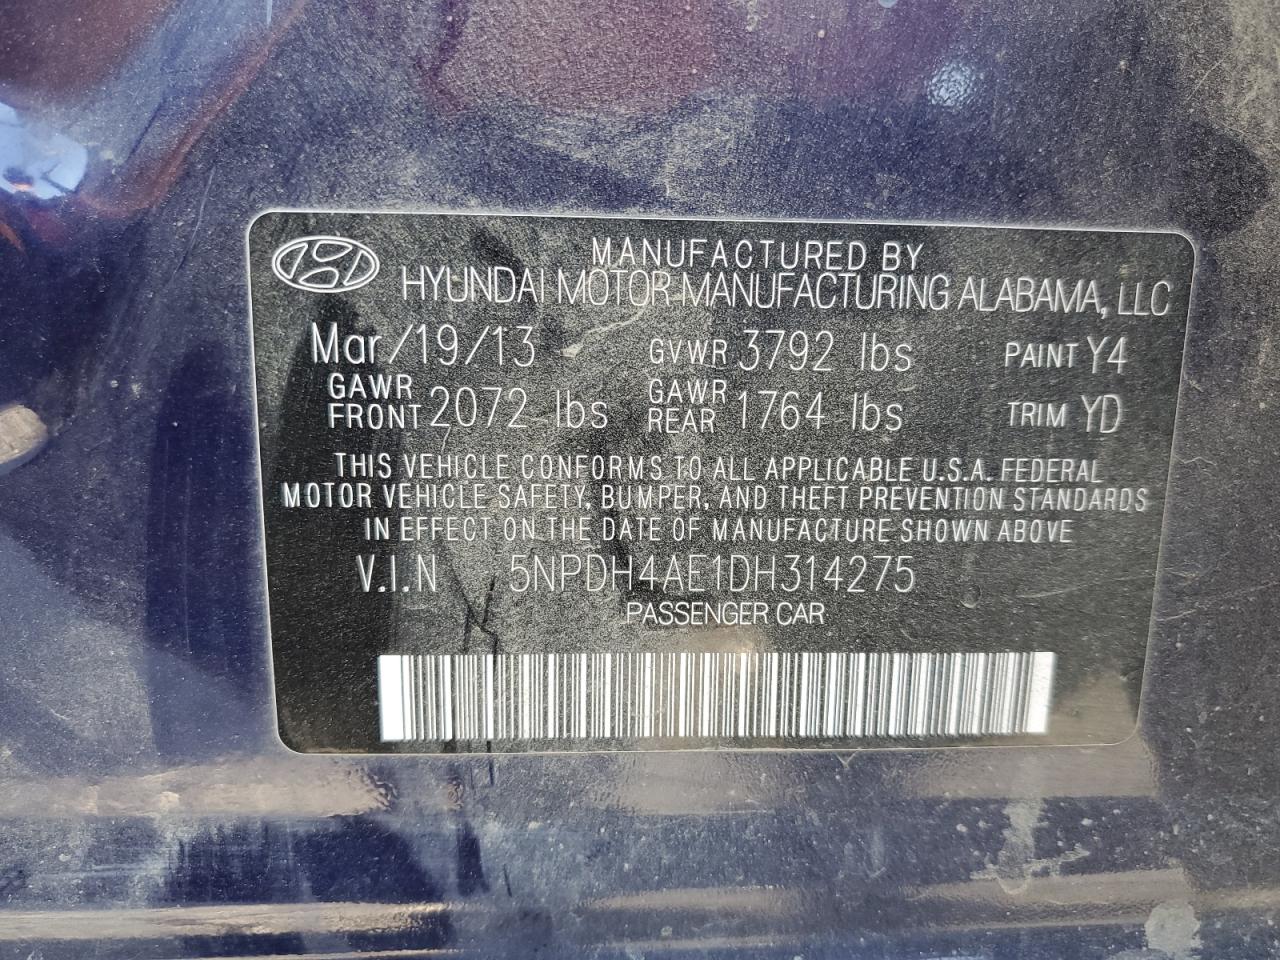 MANUFACTURED BY
HYUNDAI MOTOR MANUFACTURING ALABAMA, LLC
Mar/19/13 GVWR 3792 lbs PAINT Y4
GAWR FRONT 2072 lbs GAWR REAR 1764 lbs TRIM YD
THIS VEHICLE CONFORMS TO ALL APPLICABLE U.S.A. FEDERAL
MOTOR VEHICLE SAFETY, BUMPER, AND THEFT PREVENTION STANDARDS
IN EFFECT ON THE DATE OF MANUFACTURE SHOWN ABOVE
V.I.N 5NPDH4AE1DH314275
PASSENGER CAR